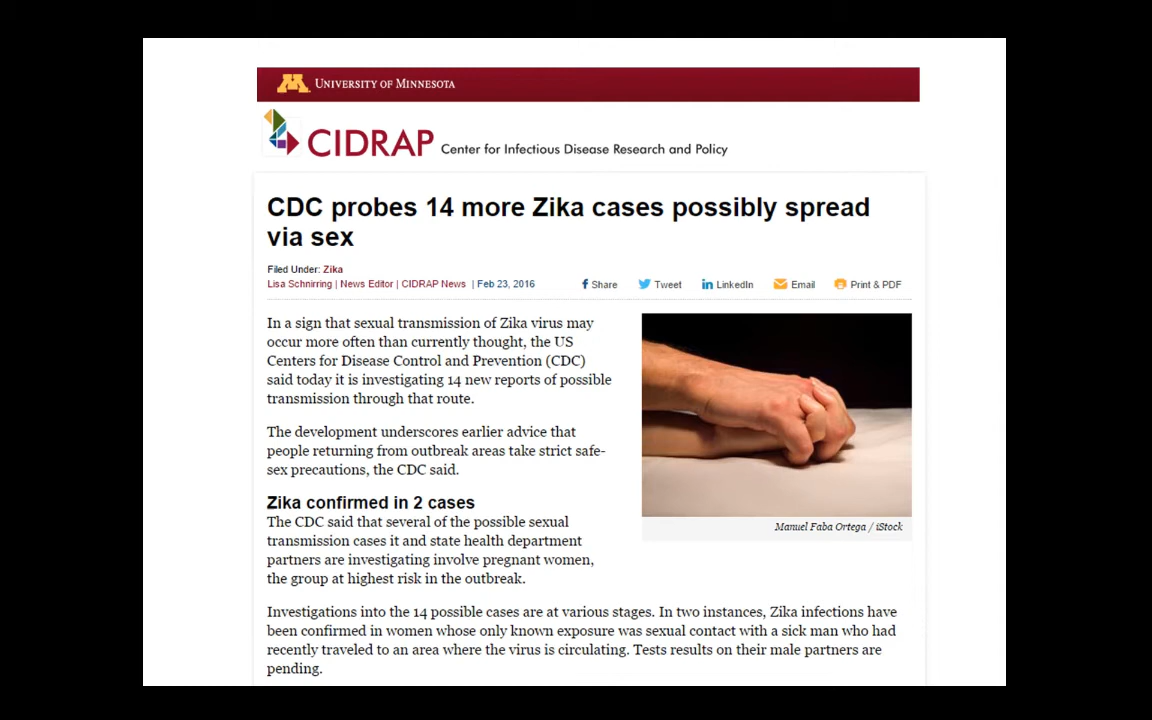 UNIVERSITY OF MINNESOTA
CIDRAP Center for Infectious Disease Research and Policy
CDC probes 14 more Zika cases possibly spread
via sex
Filed Under: Zika
Lisa Schnirring | News Editor | CIDRAP News | Feb 23, 2016
Share Tweet LinkedIn Email Print & PDF
In a sign that sexual transmission of Zika virus may
occur more often than currently thought, the US
Centers for Disease Control and Prevention (CDC)
said today it is investigating 14 new reports of possible
transmission through that route.
The development underscores earlier advice that
people returning from outbreak areas take strict safe-
sex precautions, the CDC said.
Zika confirmed in 2 cases
The CDC said that several of the possible sexual
transmission cases it and state health department
partners are investigating involve pregnant women,
the group at highest risk in the outbreak.
Manuel Faba Ortega / iStock
Investigations into the 14 possible cases are at various stages. In two instances, Zika infections have
been confirmed in women whose only known exposure was sexual contact with a sick man who had
recently traveled to an area where the virus is circulating. Tests results on their male partners are
pending.